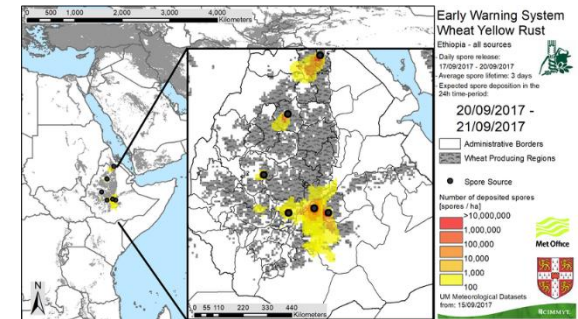 0 500 1,000 2,000 3,000 4,000
Kilometers
N
0 55 110 220 330 440
Kilometers
Early Warning System
Wheat Yellow Rust
Ethiopia - all sources
- Daily spore release:
17/09/2017 - 20/09/2017
- Average spore lifetime: 3 days
- Expected spore deposition in the
24h time-period:
20/09/2017 -
21/09/2017
Administrative Borders
Wheat Producing Regions
Spore Source
Number of deposited spores
[spores / ha]
>10,000,000
1,000,000
100,000
10,000
1,000
100
Met Office
UM Meteorological Datasets
from: 15/09/2017
CIMMYT